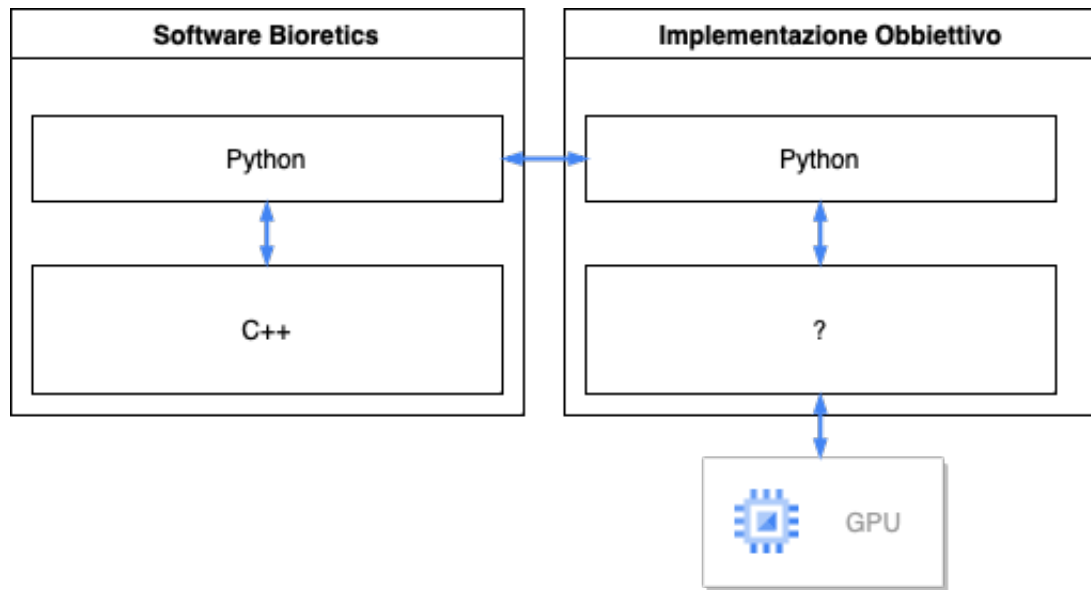 Software Bioretics
Implementazione Obbiettivo
Python
Python
C++
?
GPU